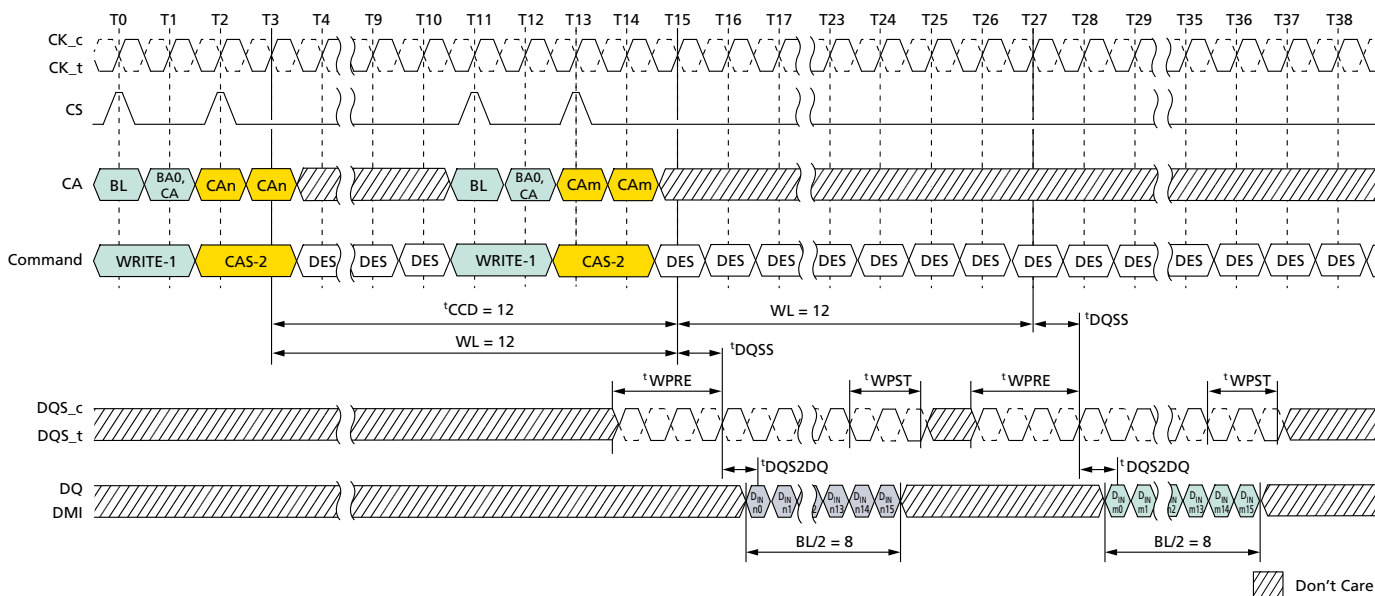 T0 T1 T2 T3 T4 T9 T10 T11 T12 T13 T14 T15 T16 T17 T23 T24 T25 T26 T27 T28 T29 T35 T36 T37 T38
CK_c
CK_t
CS
CA BL BA0, CA CAn CAn BL BA0, CA CAm CAm
Command WRITE-1 CAS-2 DES DES DES WRITE-1 CAS-2 DES DES DES DES DES DES DES DES DES DES DES DES DES DES
tCCD = 12 WL = 12 tDQSS
WL = 12 tDQSS
tWPRE tWPST tWPRE tWPST
DQS_c
DQS_t
tDQS2DQ tDQS2DQ
DQ
DMI
DIN n0 DIN n1 DIN n13 DIN n14 DIN n15 DIN m0 DIN m1 DIN m13 DIN m14 DIN m15
BL/2 = 8 BL/2 = 8
Don't Care